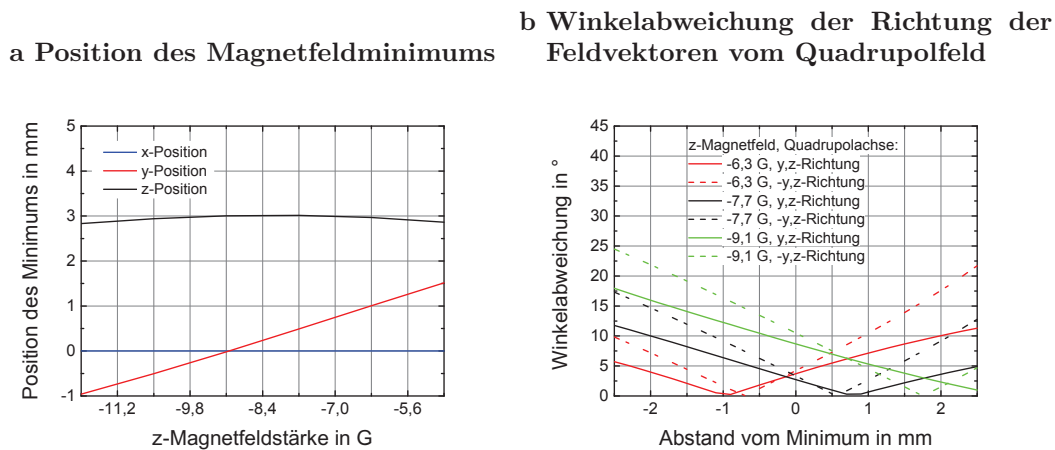 a Position des Magnetfeldminimums
b Winkelabweichung der Richtung der
Feldvektoren vom Quadrupolfeld
Position des Minimums in mm
5
4
3
2
1
0
-1
x-Position
y-Position
z-Position
-11,2
-9,8
-8,4
-7,0
-5,6
z-Magnetfeldstärke in G
Winkelabweichung in °
45
40
35
30
25
20
15
10
5
0
z-Magnetfeld, Quadrupolachse:
-6,3 G, y,z-Richtung
-6,3 G, -y,z-Richtung
-7,7 G, y,z-Richtung
-7,7 G, -y,z-Richtung
-9,1 G, y,z-Richtung
-9,1 G, -y,z-Richtung
-2
-1
0
1
2
Abstand vom Minimum in mm